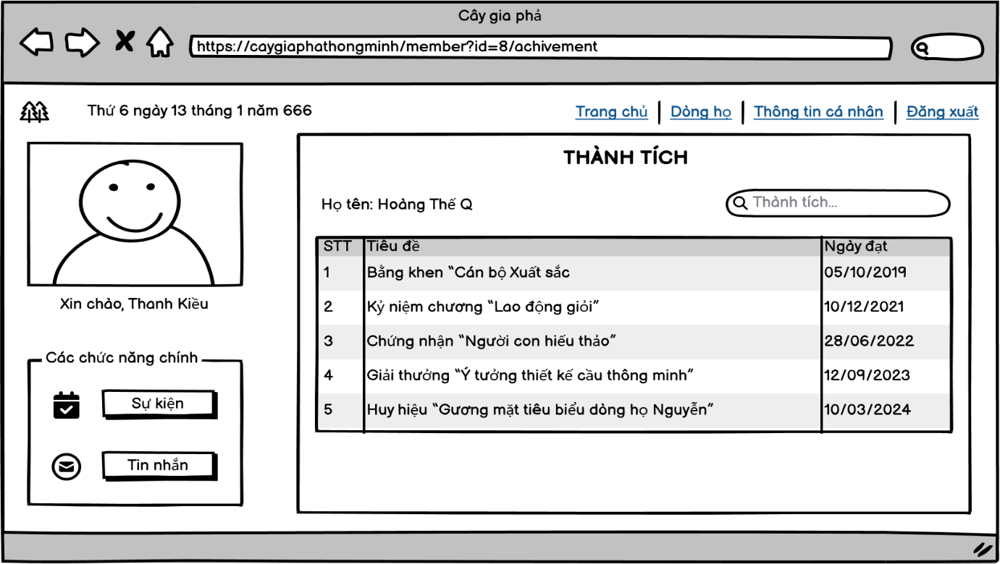 Cây gia phả
https://caygiaphathongminh/member?id=8/achivement
Thứ 6 ngày 13 tháng 1 năm 666
Trang chủ Dòng họ Thông tin cá nhân Đăng xuất
Xin chào, Thanh Kiều
Các chức năng chính
Sự kiện
Tin nhắn
THÀNH TÍCH
Họ tên: Hoàng Thế Q
Thành tích...
STT Tiêu đề Ngày đạt
1 Bằng khen “Cán bộ Xuất sắc 05/10/2019
2 Kỷ niệm chương “Lao động giỏi” 10/12/2021
3 Chứng nhận “Người con hiếu thảo” 28/06/2022
4 Giải thưởng “Ý tưởng thiết kế cầu thông minh” 12/09/2023
5 Huy hiệu “Gương mặt tiêu biểu dòng họ Nguyễn” 10/03/2024